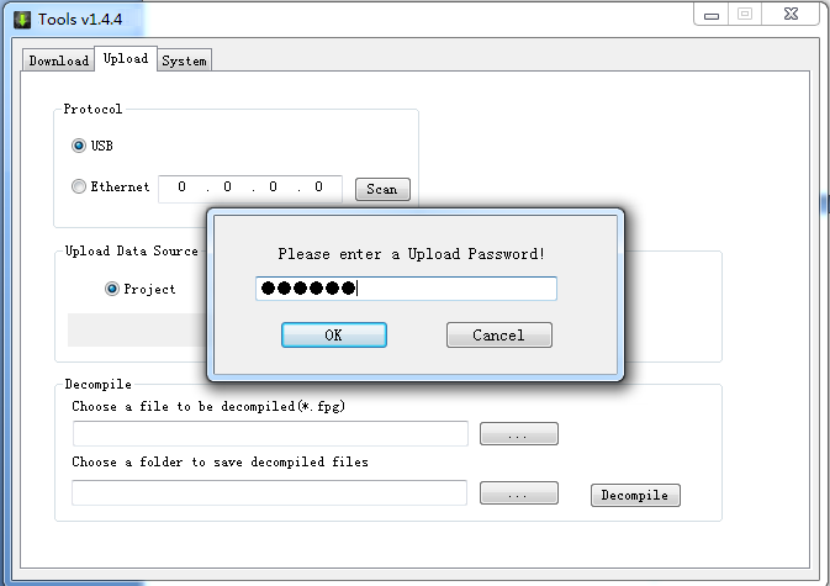 Tools v1.4.4
Download Upload System
Protocol
USB
Ethernet 0 . 0 . 0 . 0 Scan
Please enter a Upload Password!
●●●●●●
OK Cancel
Upload Data Source
Project
Decompile
Choose a file to be decompiled(*.fpg)
...
Choose a folder to save decompiled files
... Decompile